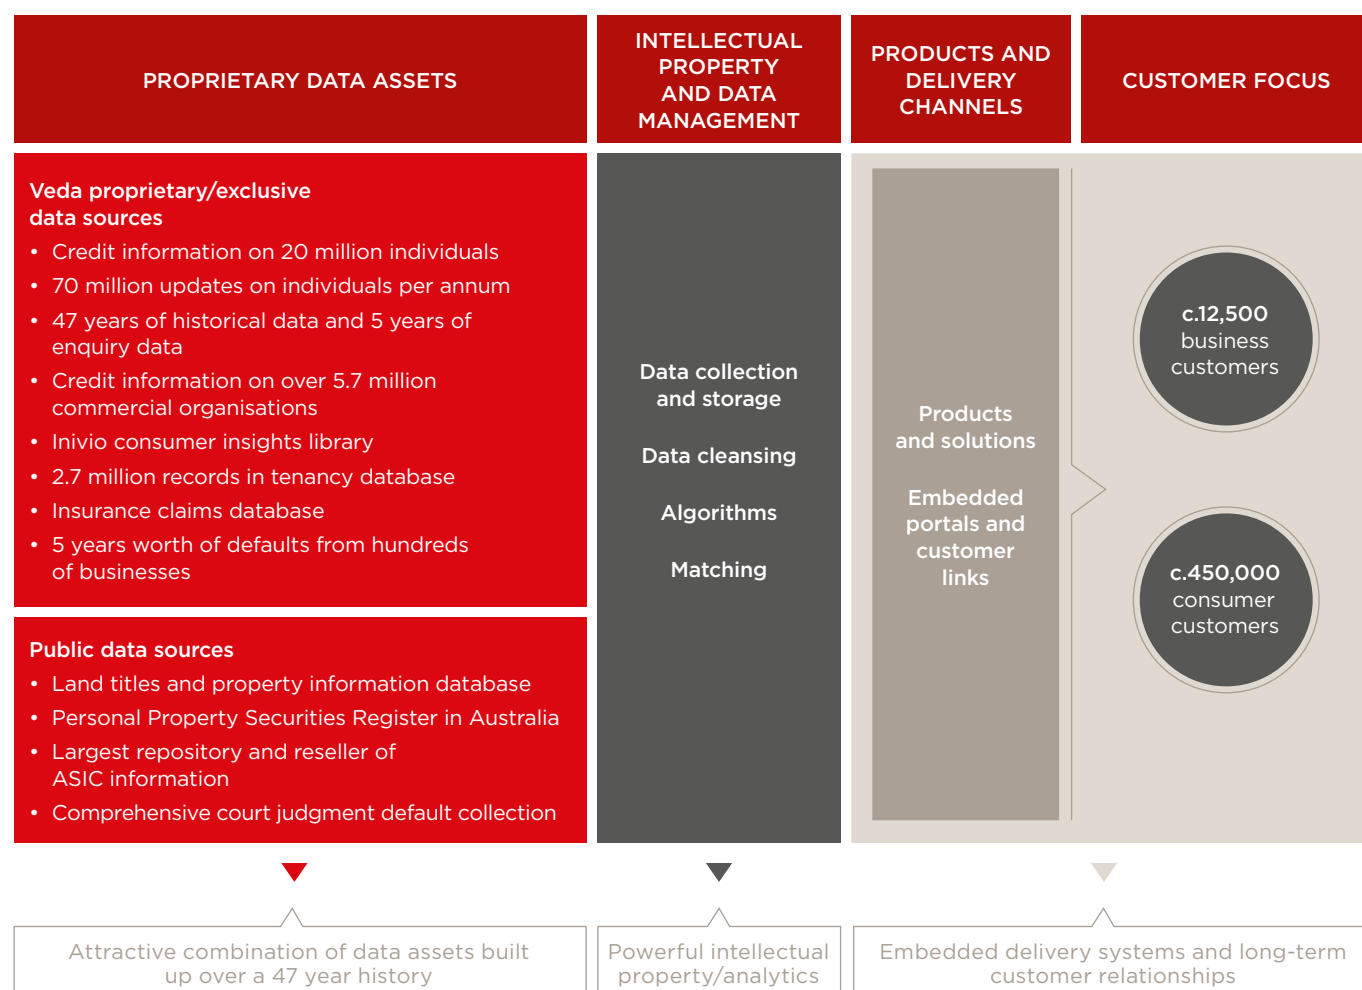 PROPRIETARY DATA ASSETS
INTELLECTUAL
PROPERTY
AND DATA
MANAGEMENT
PRODUCTS AND
DELIVERY
CHANNELS
CUSTOMER FOCUS
Veda proprietary/exclusive
data sources
• Credit information on 20 million individuals
• 70 million updates on individuals per annum
• 47 years of historical data and 5 years of
enquiry data
• Credit information on over 5.7 million
commercial organisations
• Inivio consumer insights library
• 2.7 million records in tenancy database
• Insurance claims database
• 5 years worth of defaults from hundreds
of businesses
Public data sources
• Land titles and property information database
• Personal Property Securities Register in Australia
• Largest repository and reseller of
ASIC information
• Comprehensive court judgment default collection
Data collection
and storage
Data cleansing
Algorithms
Matching
Products
and solutions
Embedded
portals and
customer
links
c.12,500
business
customers
c.450,000
consumer
customers
Attractive combination of data assets built
up over a 47 year history
Powerful intellectual
property/analytics
Embedded delivery systems and long-term
customer relationships